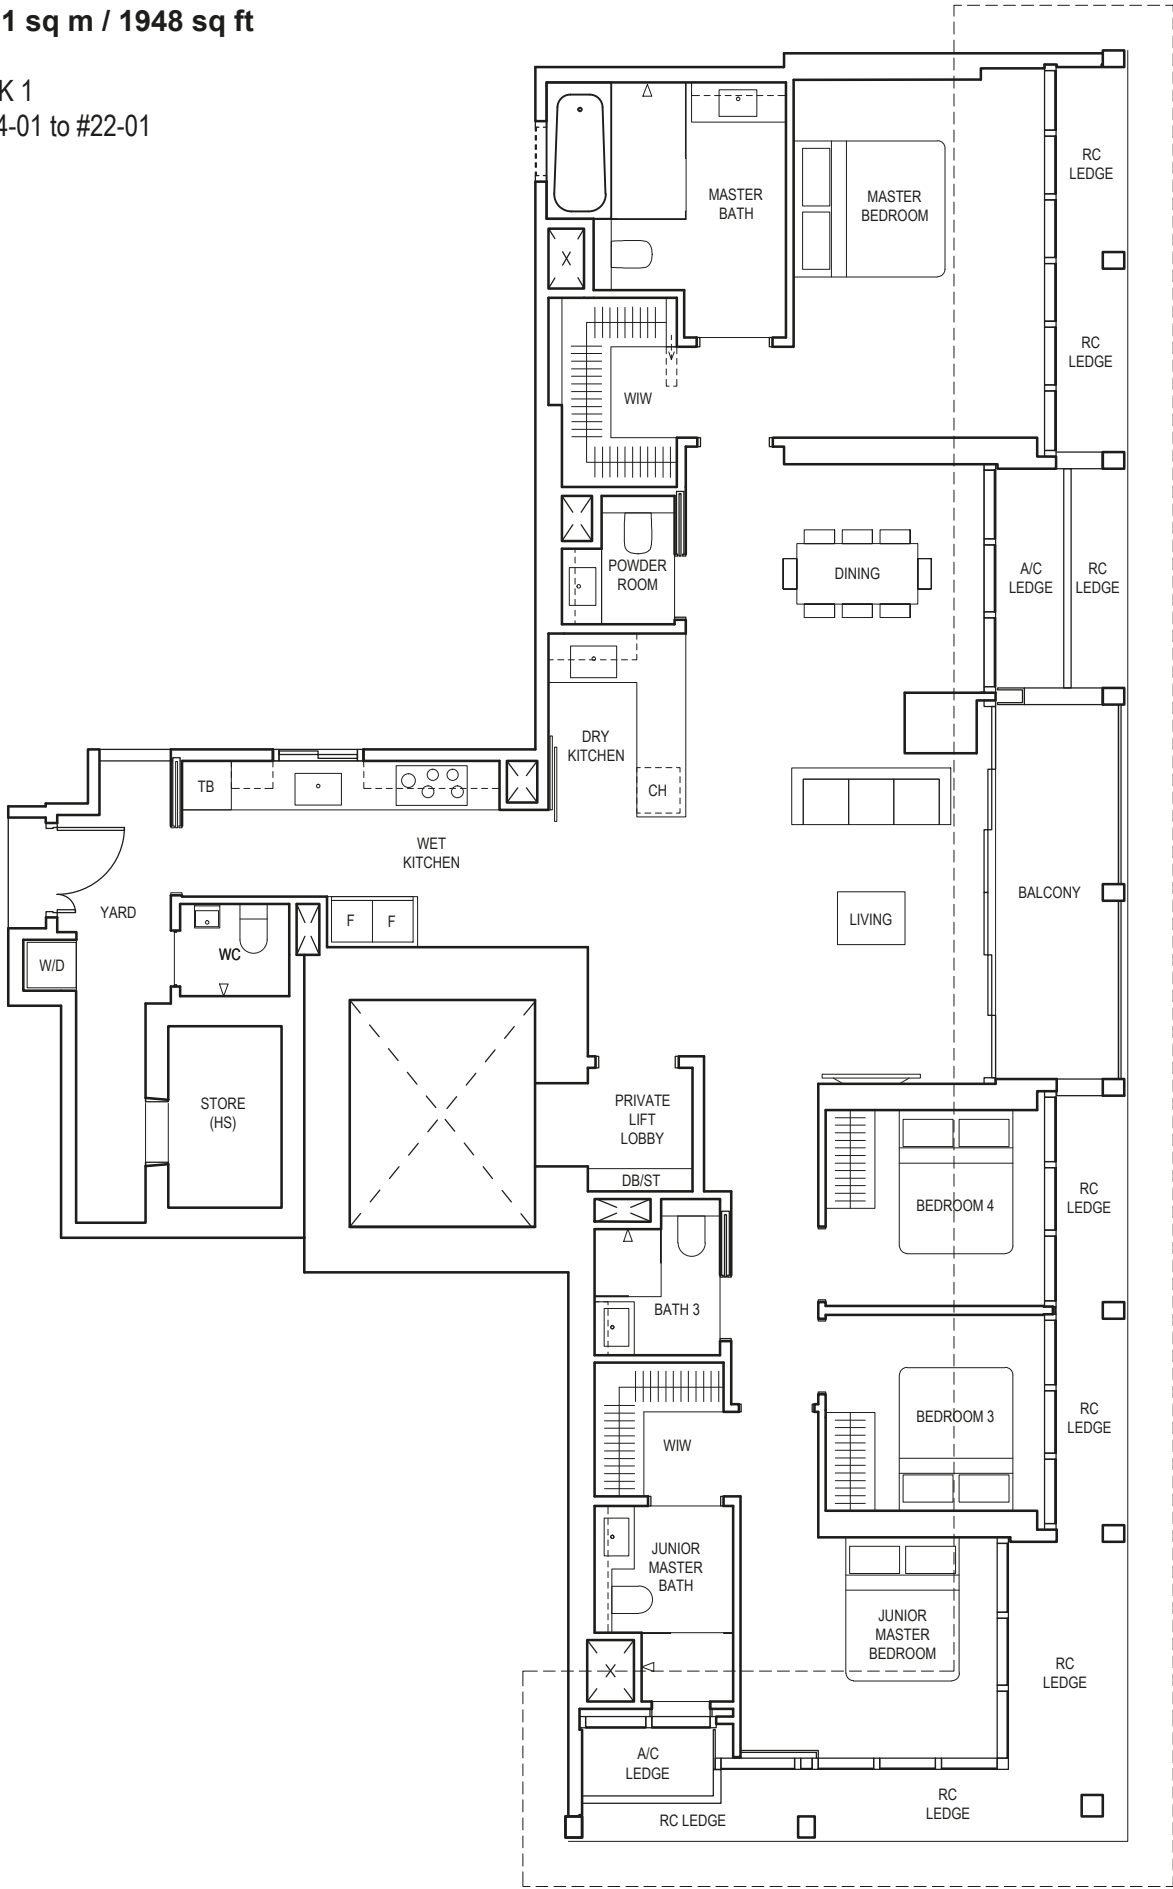 1 sq m / 1948 sq ft
K 1
4-01 to #22-01
MASTER
BATH
MASTER
BEDROOM
RC
LEDGE
X
RC
LEDGE
WIW
POWDER
ROOM
DINING
A/C
LEDGE
RC
LEDGE
DRY
KITCHEN
TB
CH
WET
KITCHEN
YARD
F
F
LIVING
BALCONY
W/D
WC
STORE
(HS)
PRIVATE
LIFT
LOBBY
DB/ST
BEDROOM 4
RC
LEDGE
BATH 3
WIW
BEDROOM 3
RC
LEDGE
JUNIOR
MASTER
BATH
JUNIOR
MASTER
BEDROOM
X
RC
LEDGE
A/C
LEDGE
RC LEDGE
RC
LEDGE